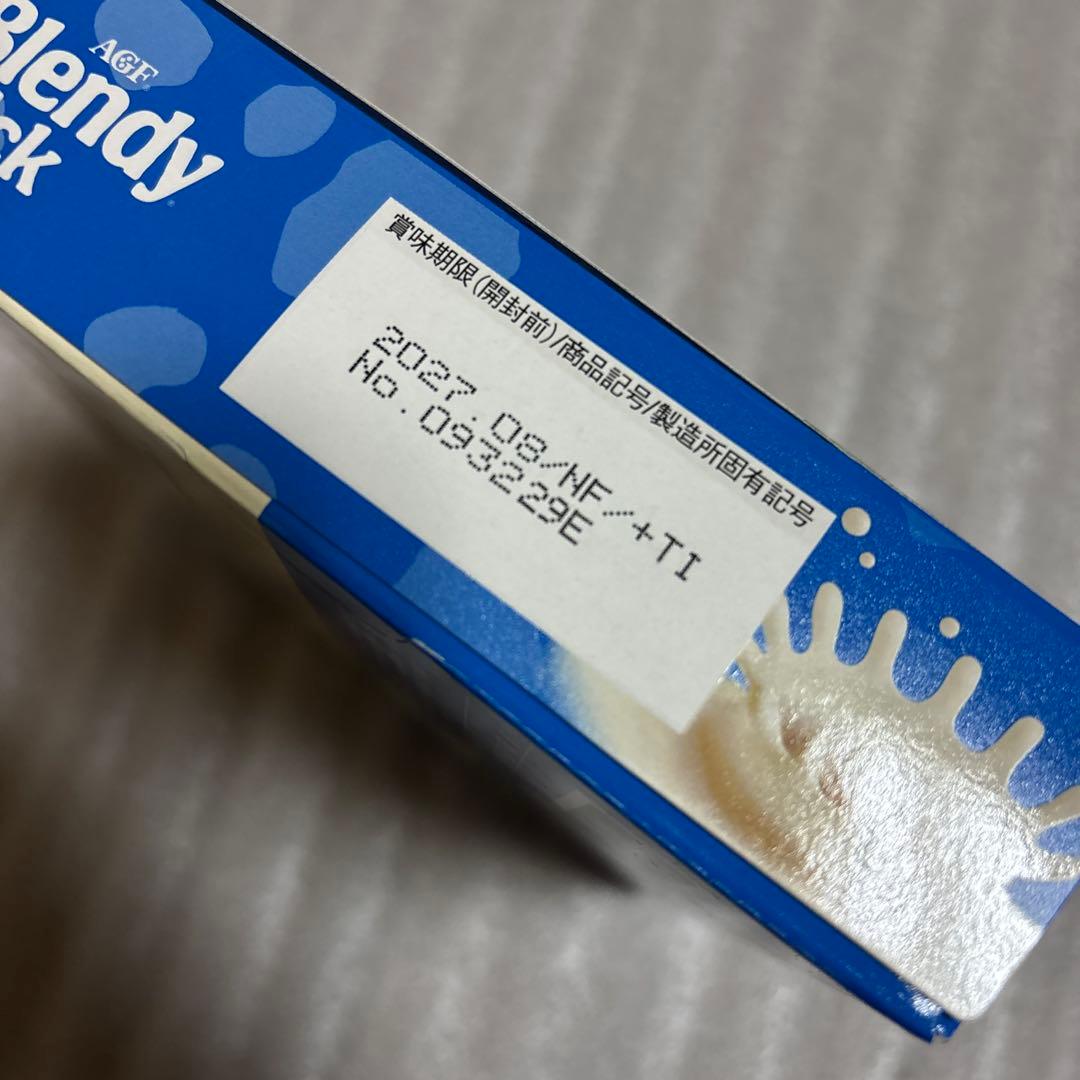 AGF
Blendy
賞味期限(開封前)/商品記号/製造所固有記号
2027.08/NF/+TI
No.093229E